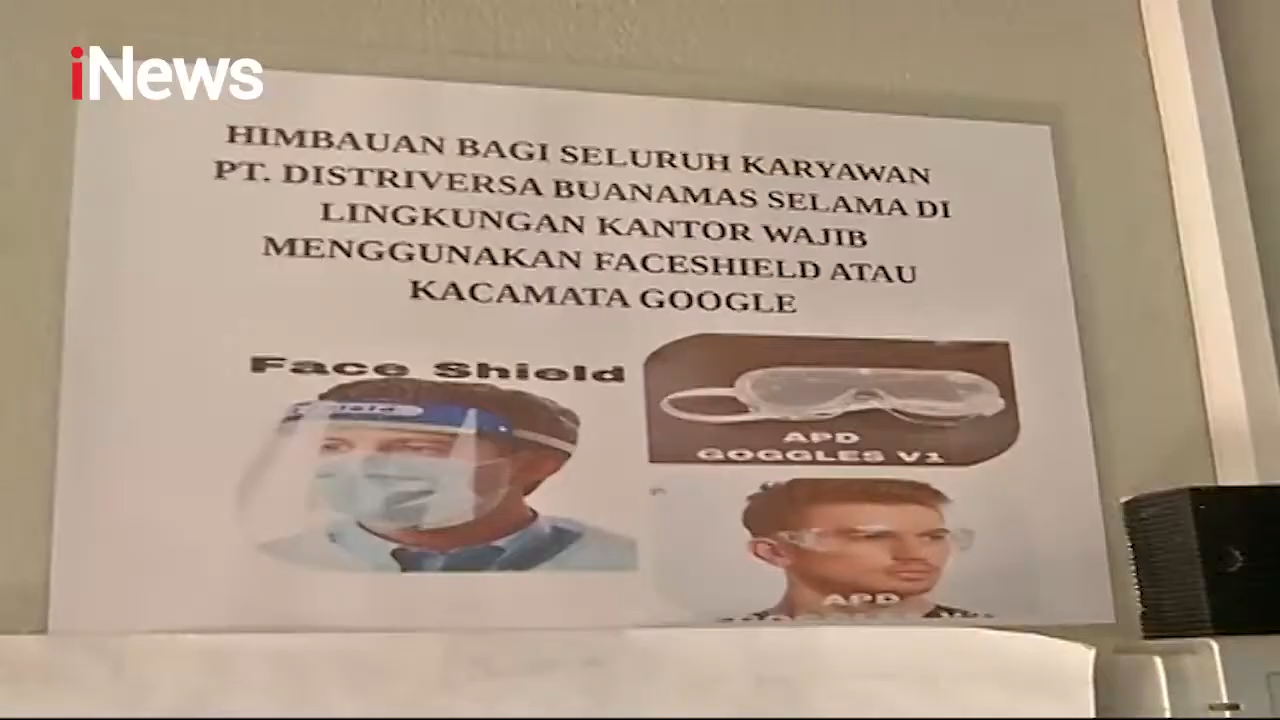 iNews
HIMBAUAN BAGI SELURUH KARYAWAN
PT. DISTRIVERSA BUANAMAS SELAMA DI
LINGKUNGAN KANTOR WAJIB
MENGGUNAKAN FACESHIELD ATAU
KACAMATA GOOGLE
Face Shield
APD
GOGGLES V1
APD